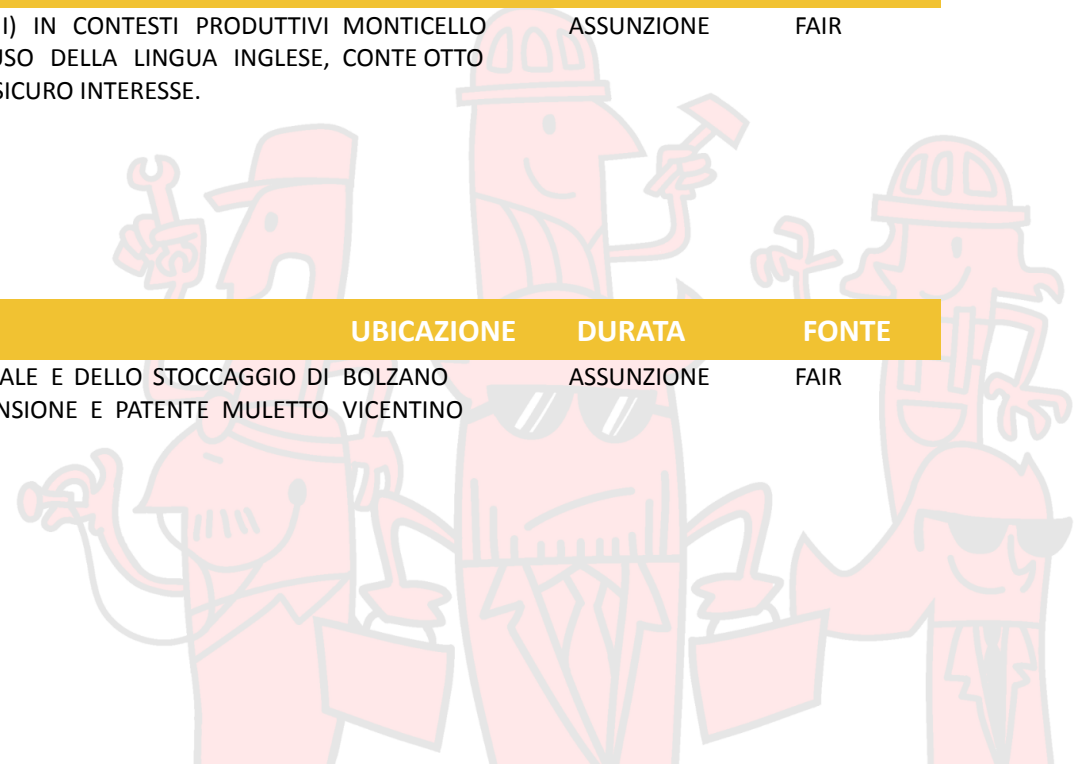 I) IN CONTESTI PRODUTTIVI MONTICELLO ASSUNZIONE FAIR
USO DELLA LINGUA INGLESE, CONTE OTTO
SICURO INTERESSE.
UBICAZIONE DURATA FONTE
ALE E DELLO STOCCAGGIO DI BOLZANO ASSUNZIONE FAIR
NSIONE E PATENTE MULETTO VICENTINO